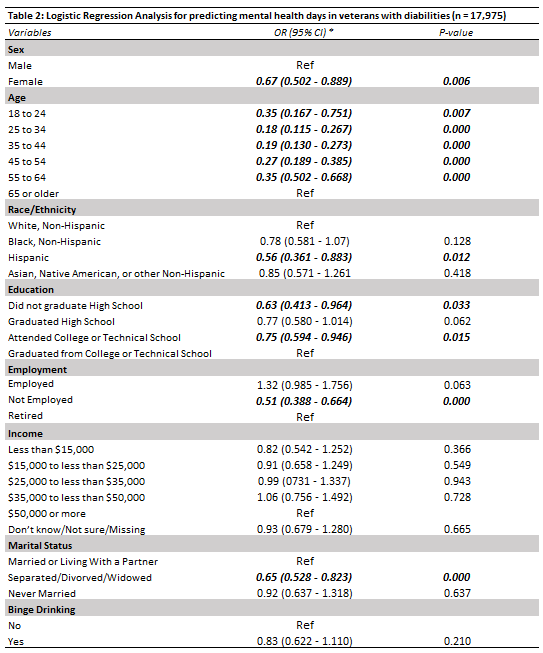 Table 2: Logistic Regression Analysis for predicting mental health days in veterans with disabilities (n = 17,975)
Variables OR (95% CI) * P-value
Sex
Male Ref
Female 0.67 (0.502 - 0.889) 0.006
Age
18 to 24 0.35 (0.167 - 0.751) 0.007
25 to 34 0.18 (0.115 - 0.267) 0.000
35 to 44 0.19 (0.130 - 0.273) 0.000
45 to 54 0.27 (0.189 - 0.385) 0.000
55 to 64 0.35 (0.502 - 0.668) 0.000
65 or older Ref
Race/Ethnicity
White, Non-Hispanic Ref
Black, Non-Hispanic 0.78 (0.581 - 1.07) 0.128
Hispanic 0.56 (0.361 - 0.883) 0.012
Asian, Native American, or other Non-Hispanic 0.85 (0.571 - 1.261 0.418
Education
Did not graduate High School 0.63 (0.413 - 0.964) 0.033
Graduated High School 0.77 (0.580 - 1.014) 0.062
Attended College or Technical School 0.75 (0.594 - 0.946) 0.015
Graduated from College or Technical School Ref
Employment
Employed 1.32 (0.985 - 1.756) 0.063
Not Employed 0.51 (0.388 - 0.664) 0.000
Retired Ref
Income
Less than $15,000 0.82 (0.542 - 1.252) 0.366
$15,000 to less than $25,000 0.91 (0.658 - 1.249) 0.549
$25,000 to less than $35,000 0.99 (0731 - 1.337) 0.943
$35,000 to less than $50,000 1.06 (0.756 - 1.492) 0.728
$50,000 or more Ref
Don't know/Not sure/Missing 0.93 (0.679 - 1.280) 0.665
Marital Status
Married or Living With a Partner Ref
Separated/Divorved/Widowed 0.65 (0.528 - 0.823) 0.000
Never Married 0.92 (0.637 - 1.318) 0.637
Binge Drinking
No Ref
Yes 0.83 (0.622 - 1.110) 0.210